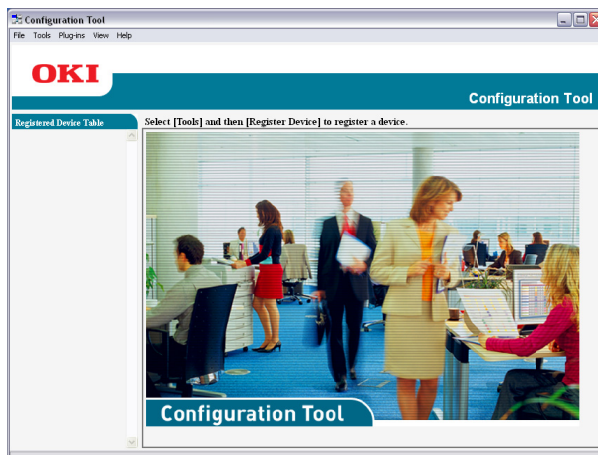 Configuration Tool
File Tools Plug-ins View Help
OKI
Configuration Tool
Registered Device Table
Select [Tools] and then [Register Device] to register a device.
Configuration Tool